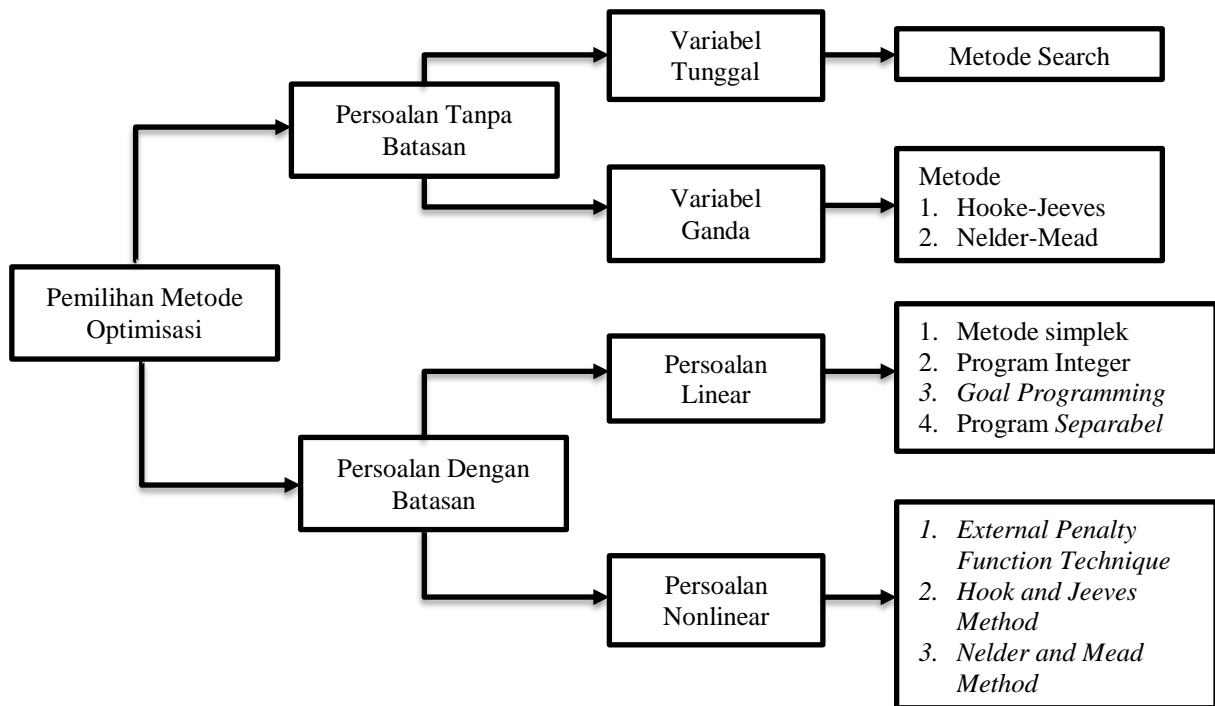 Variabel
Tunggal
Metode Search
Persoalan Tanpa
Batasan
Variabel
Ganda
Metode
1. Hooke-Jeeves
2. Nelder-Mead
Pemilihan Metode
Optimisasi
Persoalan
Linear
1. Metode simplek
2. Program Integer
3. Goal Programming
4. Program Separabel
Persoalan Dengan
Batasan
Persoalan
Nonlinear
1. External Penalty
Function Technique
2. Hook and Jeeves
Method
3. Nelder and Mead
Method